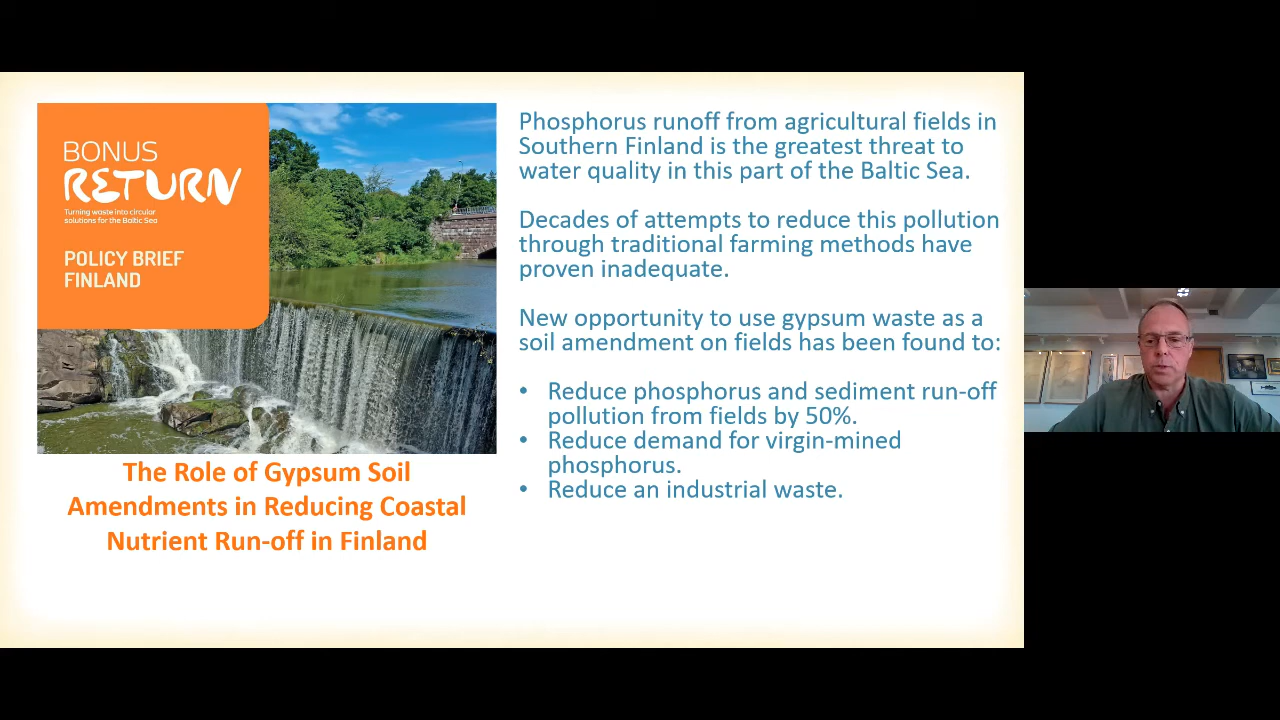 BONUS
RETURN
Turning waste into circular
solutions for the Baltic Sea
POLICY BRIEF
FINLAND
The Role of Gypsum Soil
Amendments in Reducing Coastal
Nutrient Run-off in Finland
Phosphorus runoff from agricultural fields in
Southern Finland is the greatest threat to
water quality in this part of the Baltic Sea.
Decades of attempts to reduce this pollution
through traditional farming methods have
proven inadequate.
New opportunity to use gypsum waste as a
soil amendment on fields has been found to:
• Reduce phosphorus and sediment run-off
pollution from fields by 50%.
• Reduce demand for virgin-mined
phosphorus.
• Reduce an industrial waste.